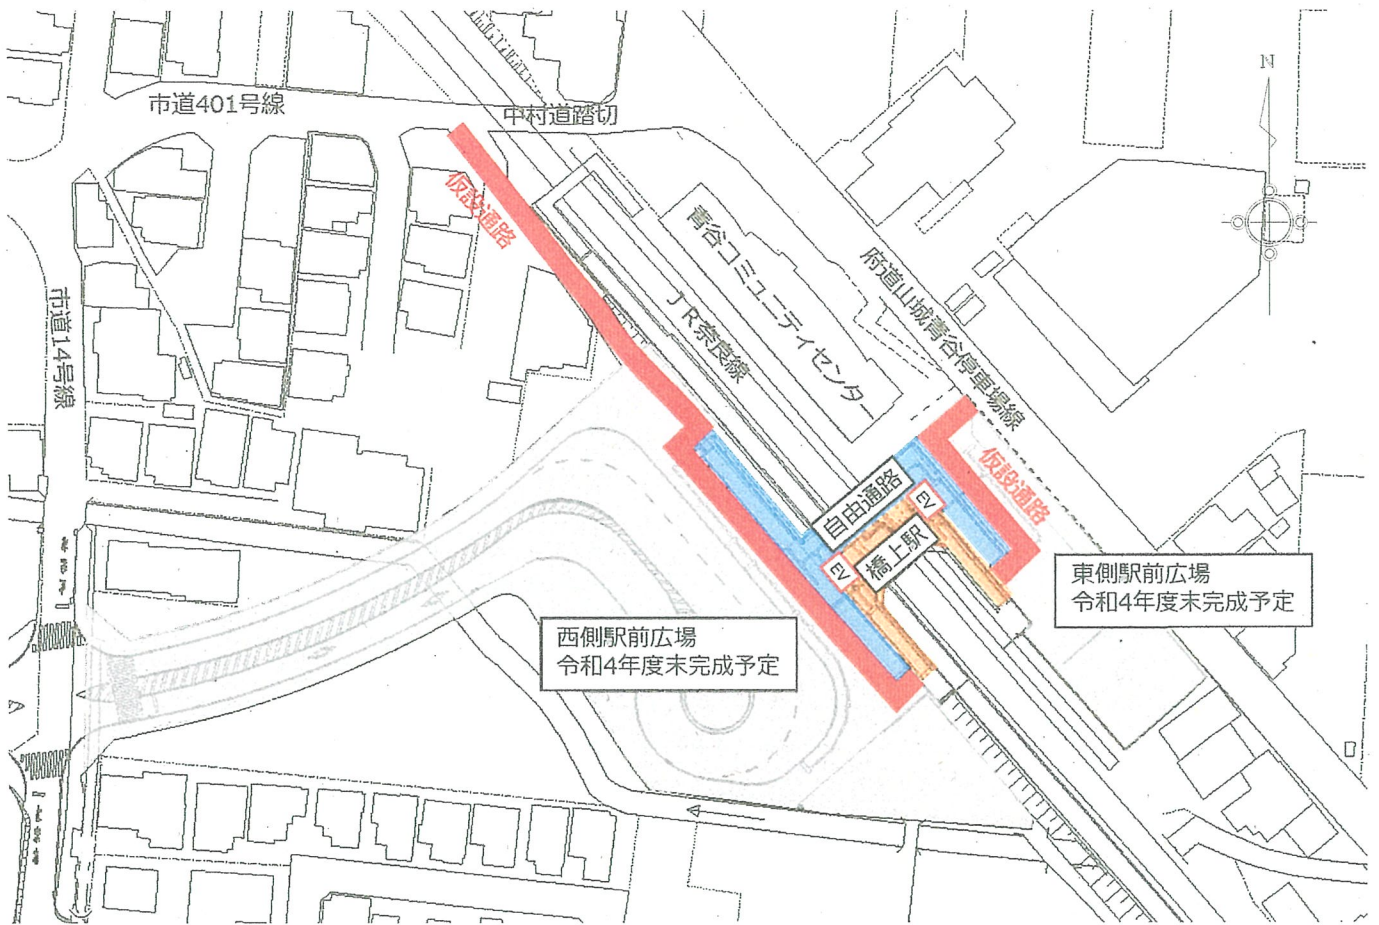 N
市道401号線
中村道踏切
仮設通路
青谷コミュニティセンター
JR奈良線
府道山城青谷停車場線
市道14号線
仮設通路
自由通路
EV
橋上駅
EV
東側駅前広場
令和4年度末完成予定
西側駅前広場
令和4年度末完成予定